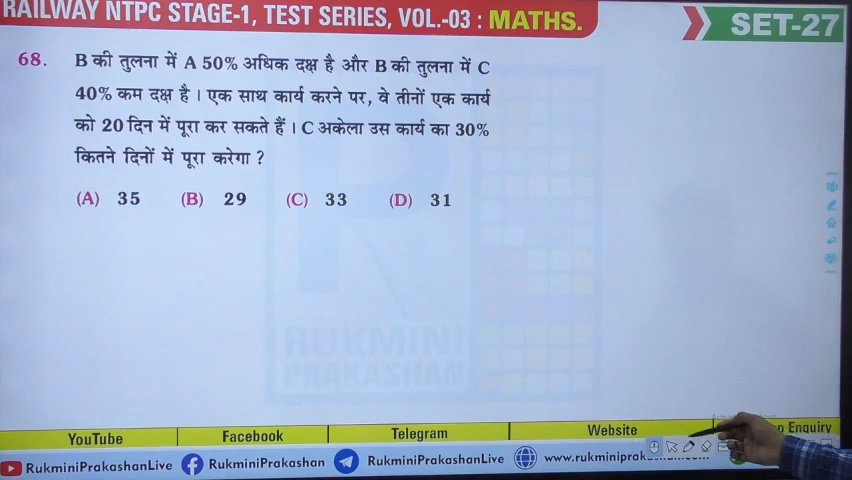 RAILWAY NTPC STAGE-1, TEST SERIES, VOL.-03 : MATHS.
SET-27
68. B की तुलना में A 50% अधिक दक्ष है और B की तुलना में C
40% कम दक्ष है। एक साथ कार्य करने पर, वे तीनों एक कार्य
को 20 दिन में पूरा कर सकते हैं। C अकेला उस कार्य का 30%
कितने दिनों में पूरा करेगा ?
(A) 35 (B) 29 (C) 33 (D) 31
RUKMINI
PRAKASHAN
YouTube Facebook Telegram Website Enquiry
RukminiPrakashanLive RukminiPrakashan RukminiPrakashanLive